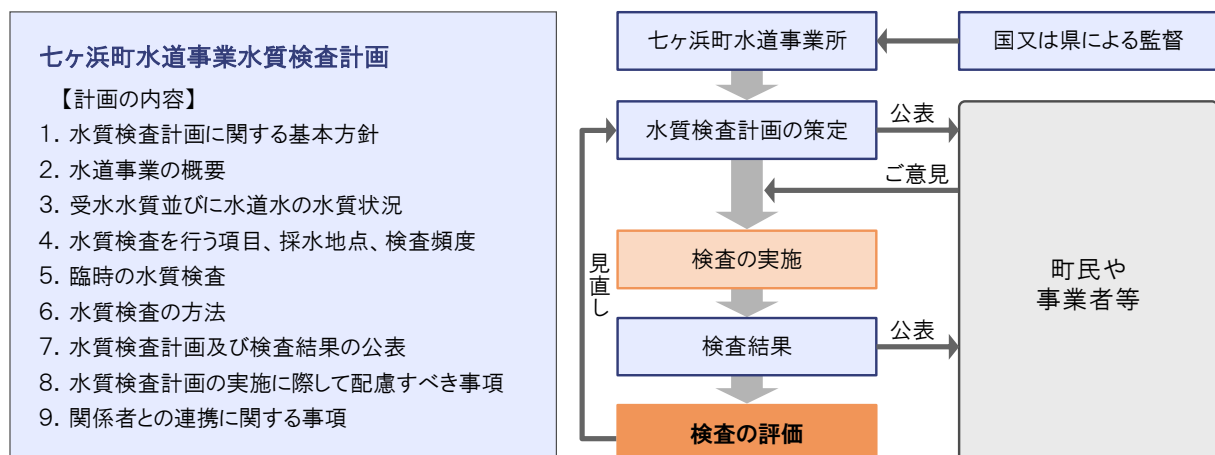 七ヶ浜町水道事業水質検査計画
【計画の内容】
1. 水質検査計画に関する基本方針
2. 水道事業の概要
3. 受水水質並びに水道水の水質状況
4. 水質検査を行う項目、採水地点、検査頻度
5. 臨時の水質検査
6. 水質検査の方法
7. 水質検査計画及び検査結果の公表
8. 水質検査計画の実施に際して配慮すべき事項
9. 関係者との連携に関する事項
七ヶ浜町水道事業所
国又は県による監督
水質検査計画の策定
公表
ご意見
検査の実施
見直し
町民や
事業者等
検査結果
公表
検査の評価